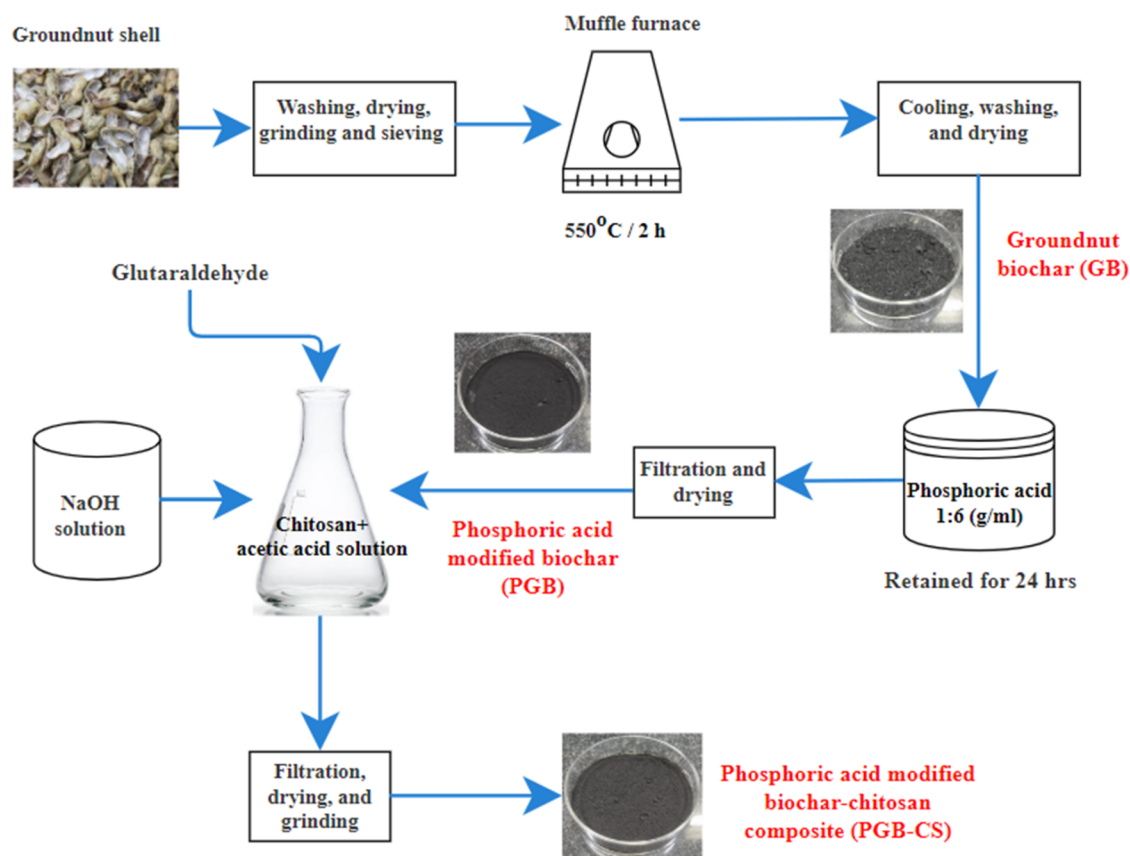 Groundnut shell
Washing, drying,
grinding and sieving
Muffle furnace
550°C / 2 h
Cooling, washing,
and drying
Groundnut
biochar (GB)
Phosphoric acid
1:6 (g/ml)
Retained for 24 hrs
Filtration and
drying
Phosphoric acid
modified biochar
(PGB)
Glutaraldehyde
NaOH
solution
Chitosan+
acetic acid solution
Filtration,
drying, and
grinding
Phosphoric acid modified
biochar-chitosan
composite (PGB-CS)